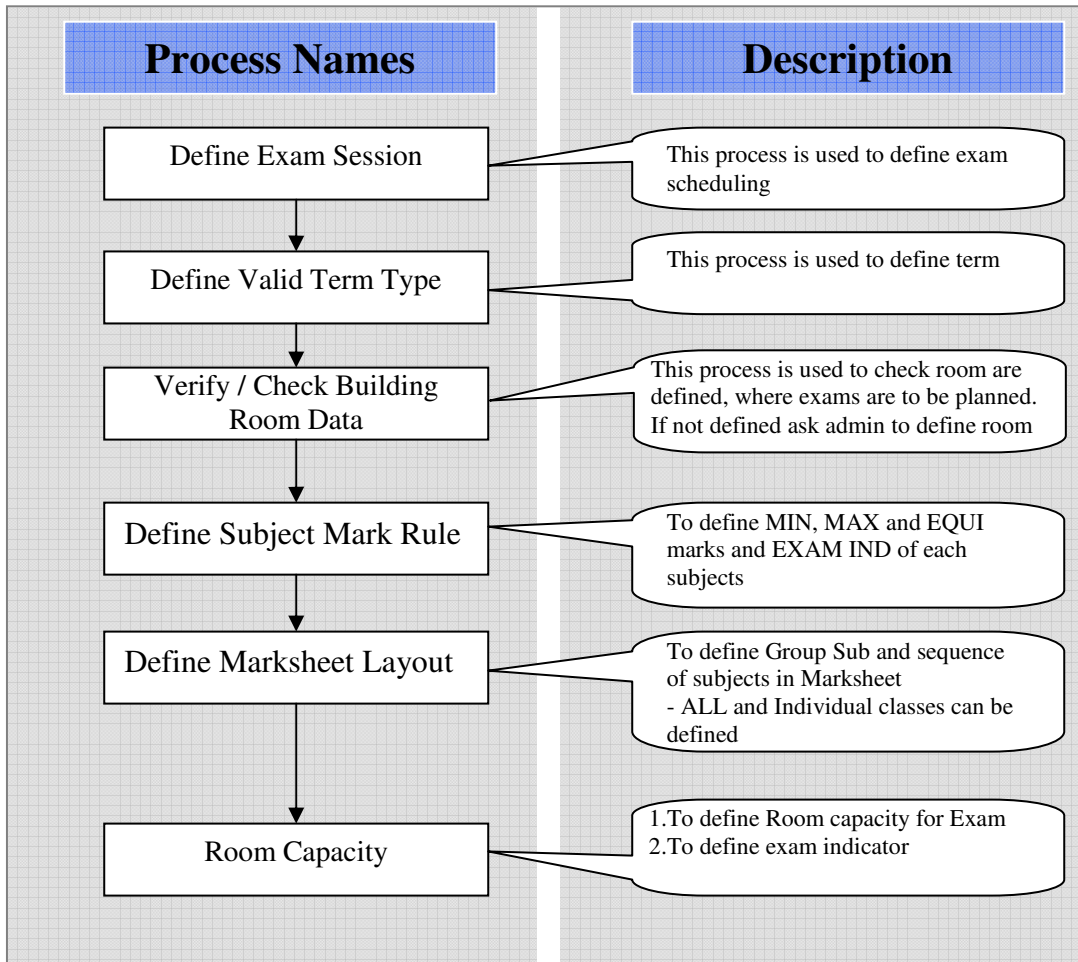 Process Names
Description
Define Exam Session
This process is used to define exam
scheduling
Define Valid Term Type
This process is used to define term
Verify / Check Building
Room Data
This process is used to check room are
defined, where exams are to be planned.
If not defined ask admin to define room
Define Subject Mark Rule
To define MIN, MAX and EQUI
marks and EXAM IND of each
subjects
Define Marksheet Layout
To define Group Sub and sequence
of subjects in Marksheet
- ALL and Individual classes can be
defined
Room Capacity
1.To define Room capacity for Exam
2.To define exam indicator